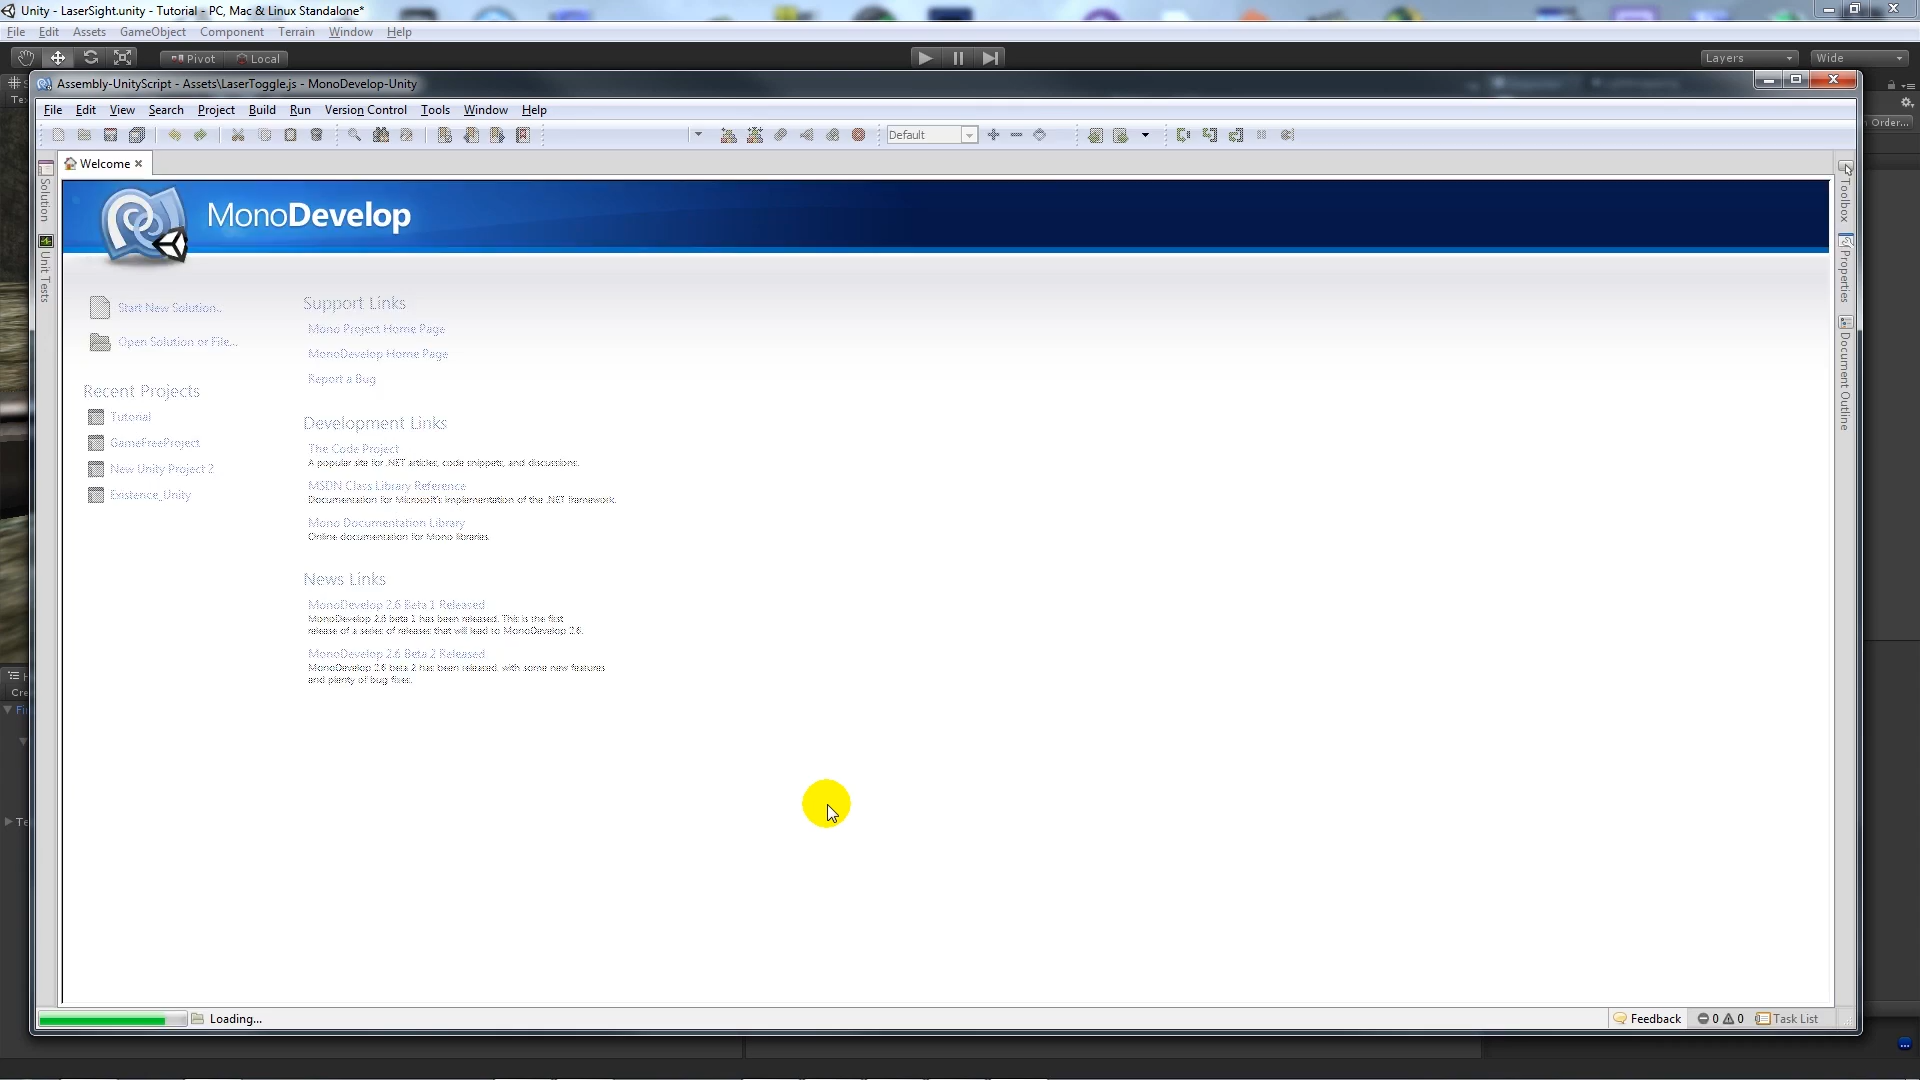 Unity - LaserSight.unity - Tutorial - PC, Mac & Linux Standalone*
File Edit Assets GameObject Component Terrain Window Help
Pivot Local Layers Wide
Assembly-UnityScript - Assets\LaserToggle.js - MonoDevelop-Unity
File Edit View Search Project Build Run Version Control Tools Window Help
Default
Order...
Welcome
Solution
Unit Tests
MonoDevelop
Start New Solution...
Open Solution or File...
Recent Projects
Tutorial
GameFreeProject
New Unity Project 2
Existence_Unity
Support Links
Mono Project Home Page
MonoDevelop Home Page
Report a Bug
Development Links
The Code Project
A popular site for .NET articles, code snippets, and discussions.
MSDN Class Library Reference
Documentation for Microsoft's implementation of the .NET framework.
Mono Documentation Library
Online documentation for Mono libraries.
News Links
MonoDevelop 2.6 Beta 1 Released
MonoDevelop 2.6 beta 1 has been released. This is the first
release of a series of releases that will lead to MonoDevelop 2.6.
MonoDevelop 2.6 Beta 2 Released
MonoDevelop 2.6 beta 2 has been released, with some new features
and plenty of bug fixes.
Toolbox
Properties
Document Outline
Loading...
Feedback 0 0 Task List